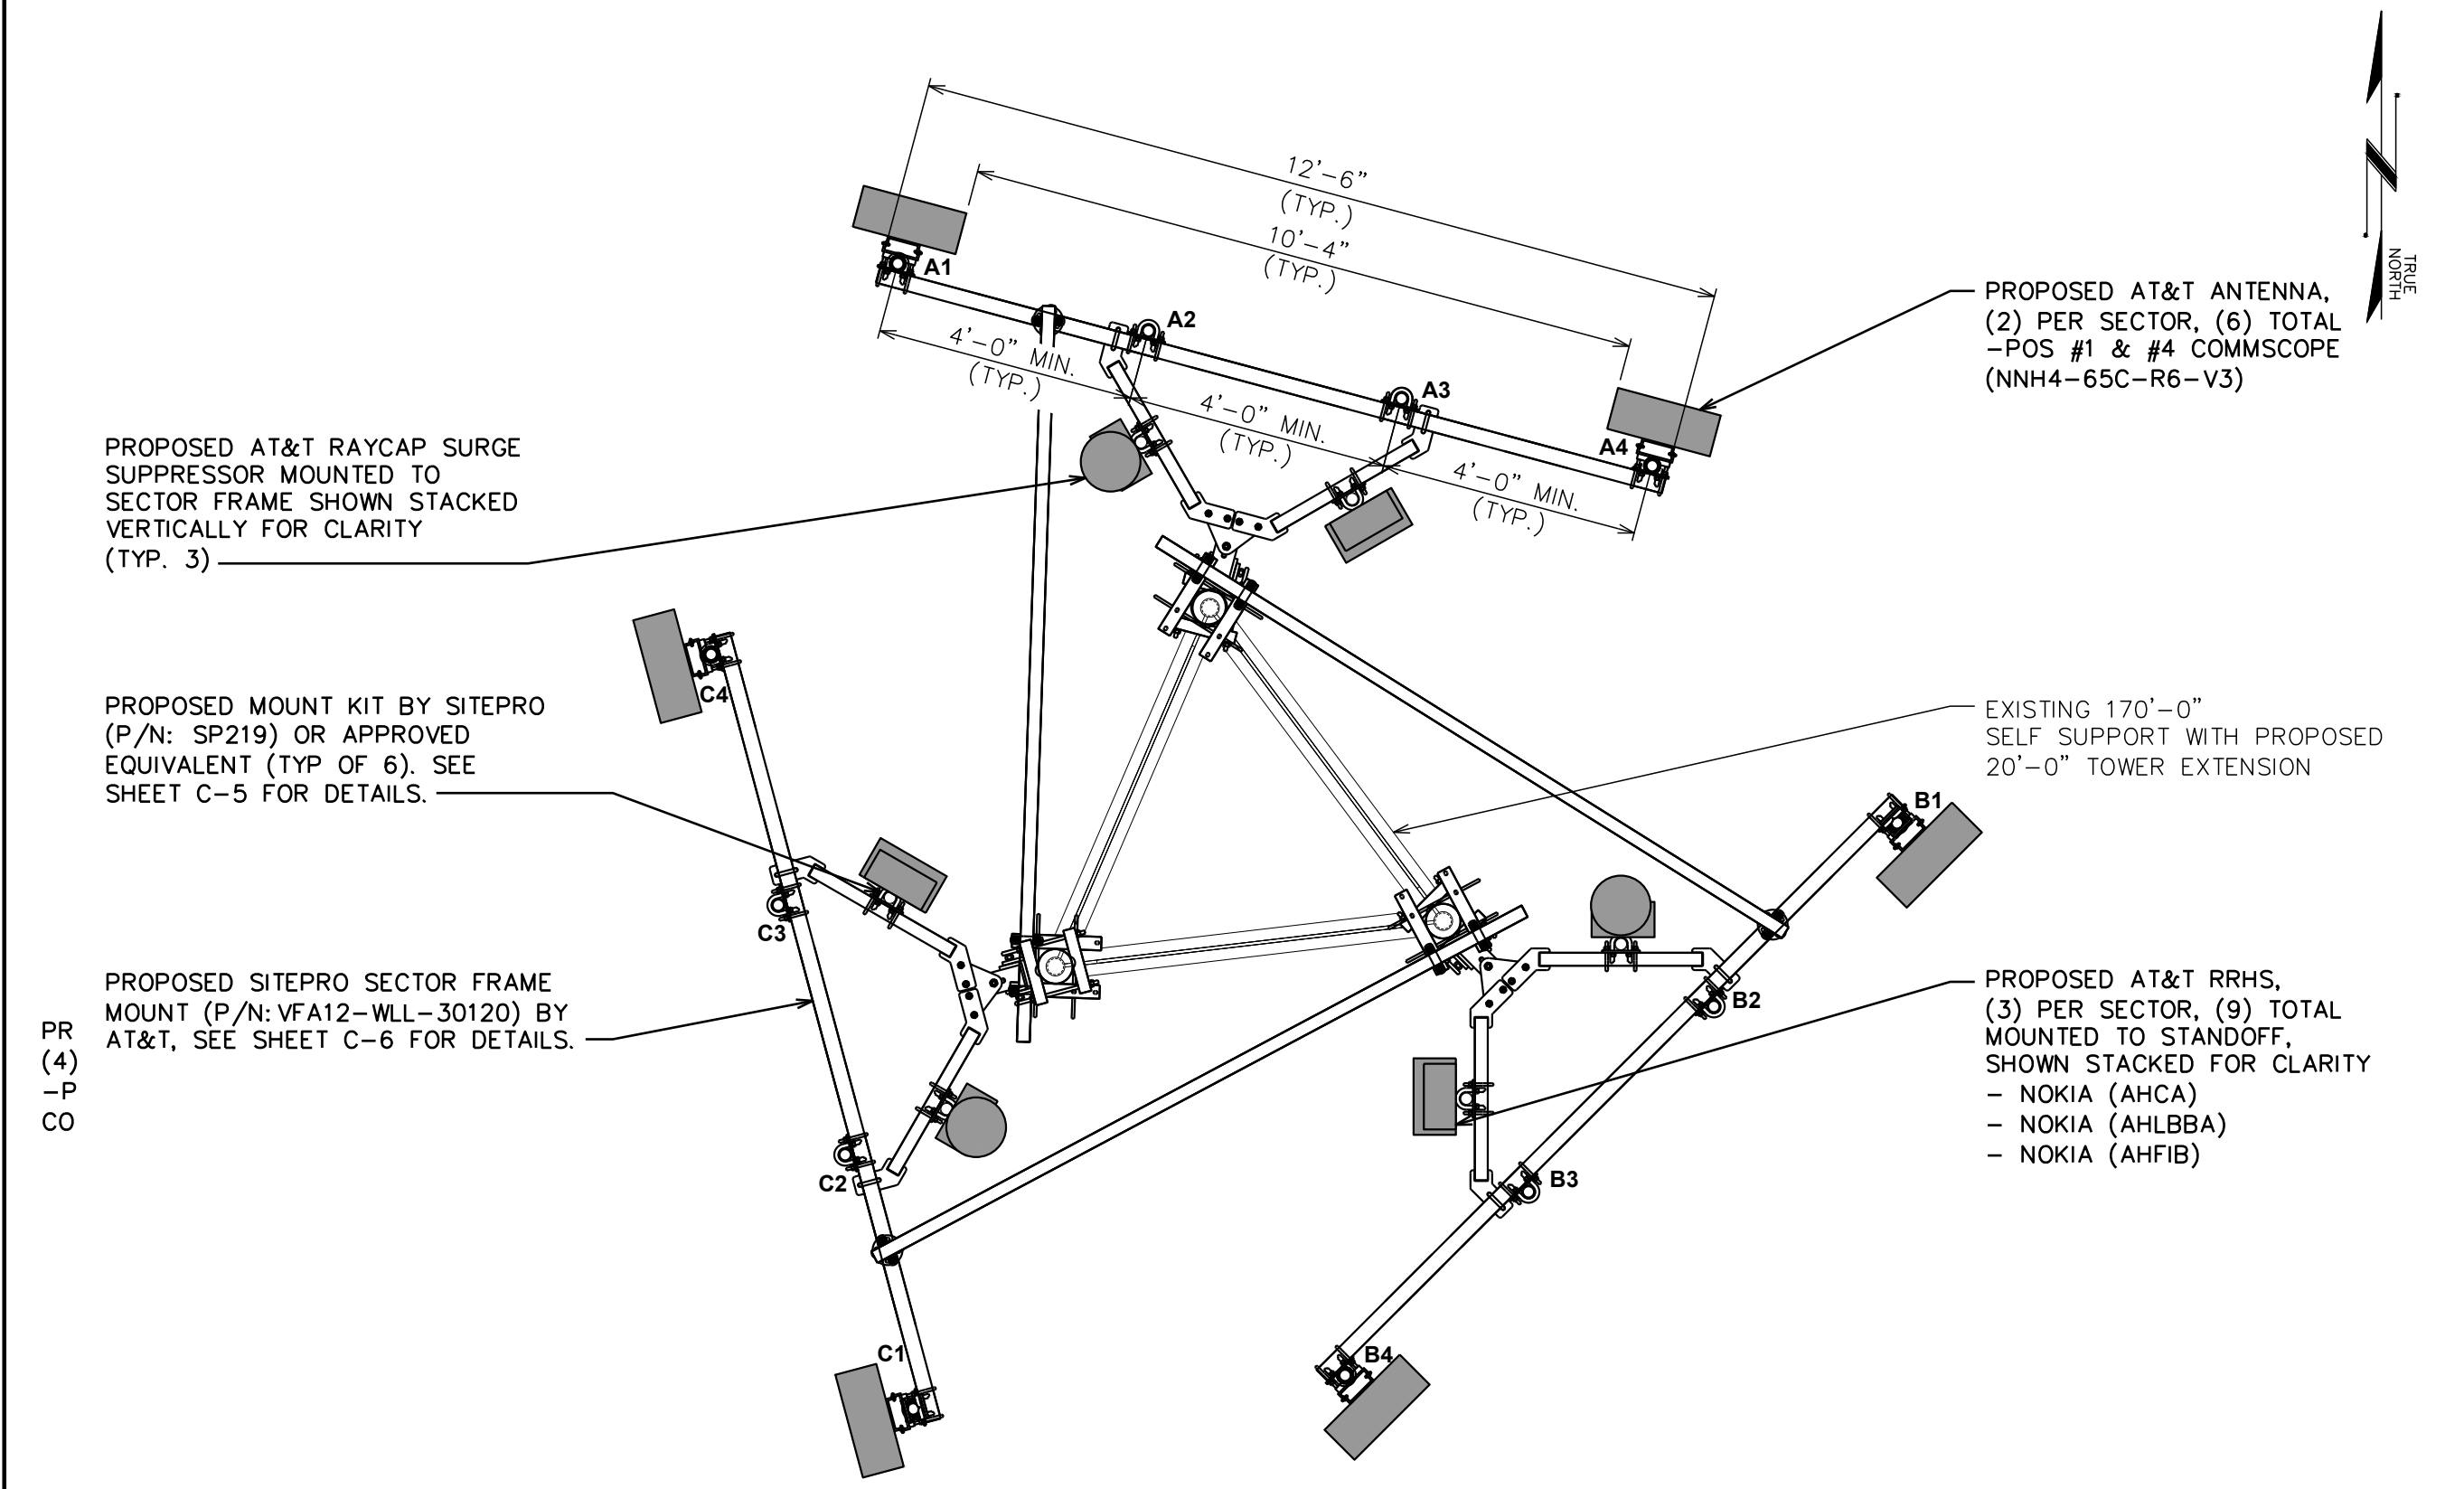 12'-6"
(TYP.)
10'-4"
(TYP.)
TRUE
NORTH
A1
A2
A3
A4
4'-0" MIN.
(TYP.)
4'-0" MIN.
(TYP.)
4'-0" MIN.
(TYP.)
PROPOSED AT&T ANTENNA,
(2) PER SECTOR, (6) TOTAL
-POS #1 & #4 COMMSCOPE
(NNH4-65C-R6-V3)
PROPOSED AT&T RAYCAP SURGE
SUPPRESSOR MOUNTED TO
SECTOR FRAME SHOWN STACKED
VERTICALLY FOR CLARITY
(TYP. 3)
C4
PROPOSED MOUNT KIT BY SITEPRO
(P/N: SP219) OR APPROVED
EQUIVALENT (TYP OF 6). SEE
SHEET C-5 FOR DETAILS.
EXISTING 170'-0"
SELF SUPPORT WITH PROPOSED
20'-0" TOWER EXTENSION
B1
C3
B2
PROPOSED SITEPRO SECTOR FRAME
MOUNT (P/N: VFA12-WLL-30120) BY
AT&T, SEE SHEET C-6 FOR DETAILS.
PR
(4)
-P
CO
PROPOSED AT&T RRHS,
(3) PER SECTOR, (9) TOTAL
MOUNTED TO STANDOFF,
SHOWN STACKED FOR CLARITY
- NOKIA (AHCA)
- NOKIA (AHLBBA)
- NOKIA (AHFIB)
C2
B3
C1
B4